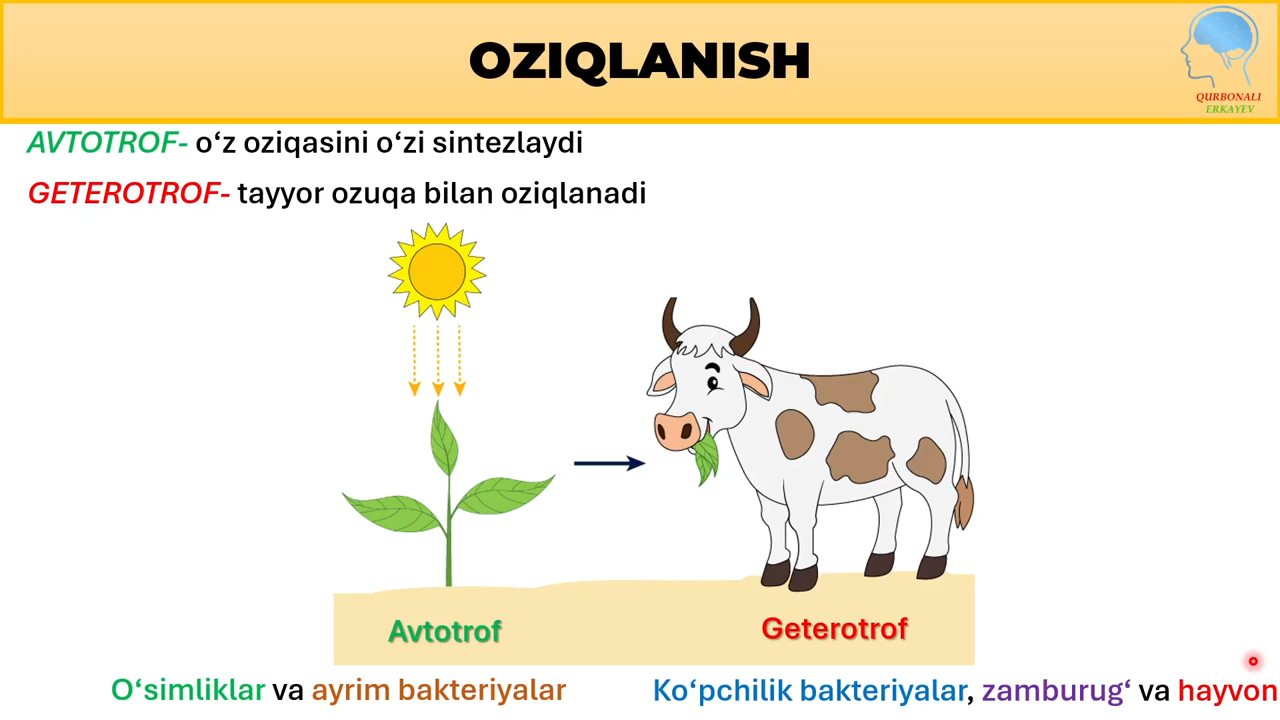 OZIQLANISH
QURBONALI
ERKAYEV
AVTOTROF- o‘z oziqasini o‘zi sintezlaydi
GETEROTROF- tayyor ozuqa bilan oziqlanadi
Avtotrof
Geterotrof
O‘simliklar va ayrim bakteriyalar
Ko‘pchilik bakteriyalar, zamburug‘ va hayvon